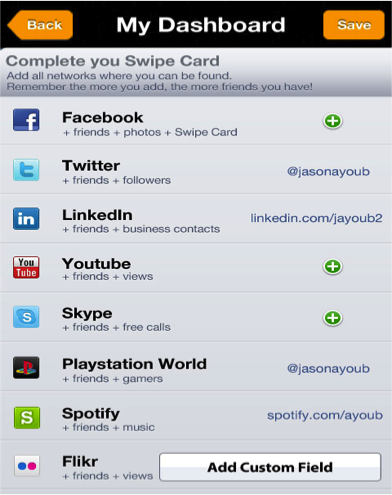 Back
My Dashboard
Save
Complete you Swipe Card
Add all networks where you can be found.
Remember the more you add, the more friends you have!
Facebook
+ friends + photos + Swipe Card
Twitter
+ friends + followers
@jasonayoub
in
LinkedIn
+ friends + business contacts
linkedin.com/jayoub2
You
Tube
Youtube
+ friends + views
Skype
+ friends + free calls
Playstation World
+ friends + gamers
@jasonayoub
Spotify
+ friends + music
spotify.com/ayoub
Flikr
+ friends + views
Add Custom Field